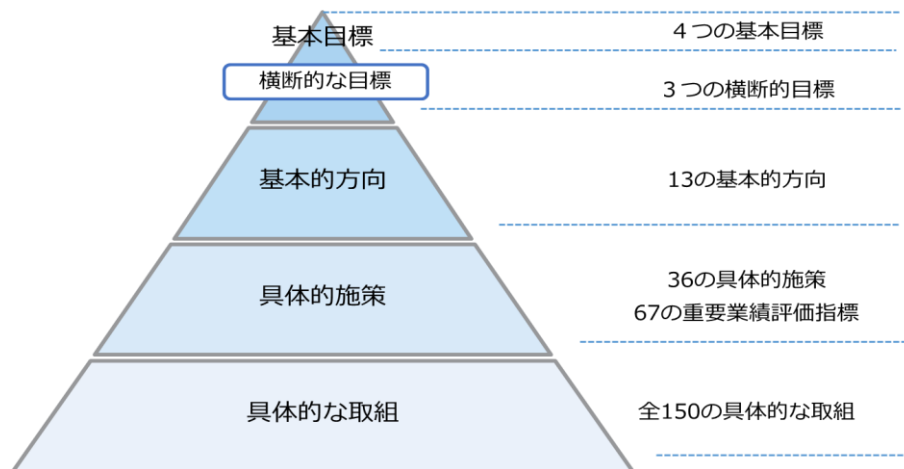 基本目標
４つの基本目標
横断的な目標
３つの横断的目標
基本的方向
13の基本的方向
具体的施策
36の具体的施策
67の重要業績評価指標
具体的な取組
全150の具体的な取組